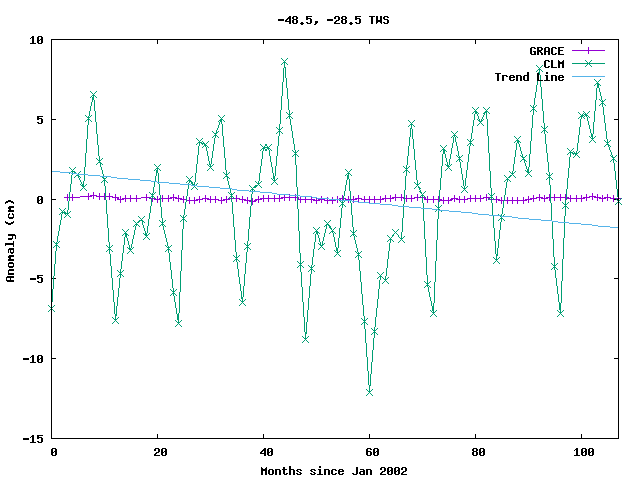 -48.5, -28.5 TWS
GRACE
CLM
Trend Line
10
5
0
-5
-10
-15
Anomaly (cm)
0 20 40 60 80 100
Months since Jan 2002